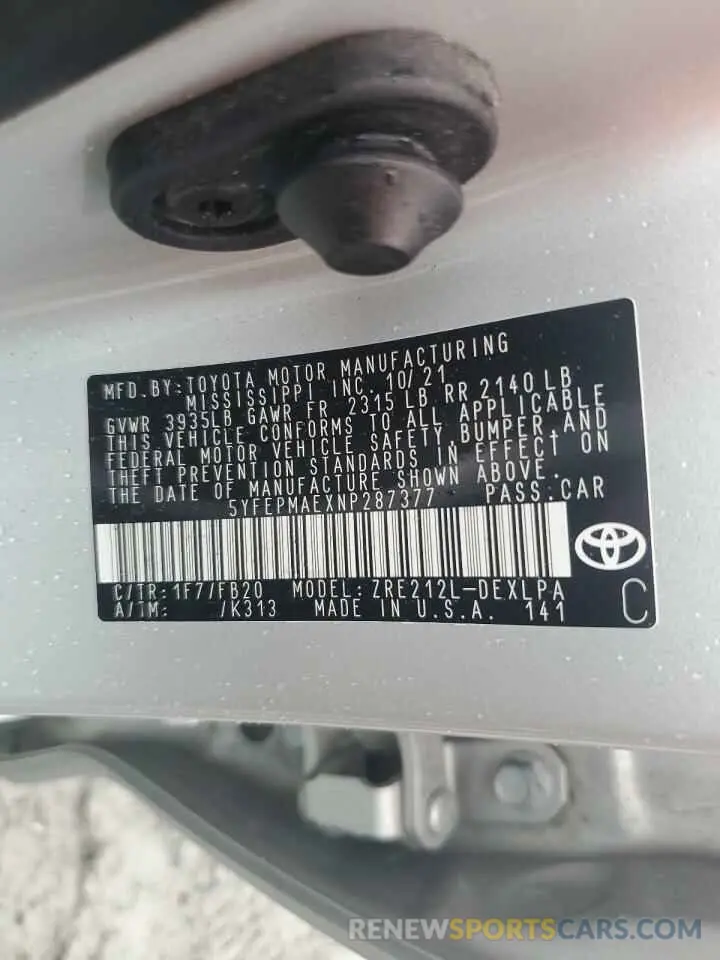 MFD.BY:TOYOTA MOTOR MANUFACTURING
MISSISSIPPI INC. 10/21
GVWR 3935LB GAWR FR 2315 LB, RR 2140 LB
THIS VEHICLE CONFORMS TO ALL APPLICABLE
FEDERAL MOTOR VEHICLE SAFETY, BUMPER, AND
THEFT PREVENTION STANDARDS IN EFFECT ON
THE DATE OF MANUFACTURE SHOWN ABOVE.
5YFEPMAEXNP287377 PASS.CAR
C/TR:1F7/FB20 MODEL:ZRE212L-DEXLPA
A/TM: /K313 MADE IN U.S.A. 141
C
RENEWSPORTSCARS.COM